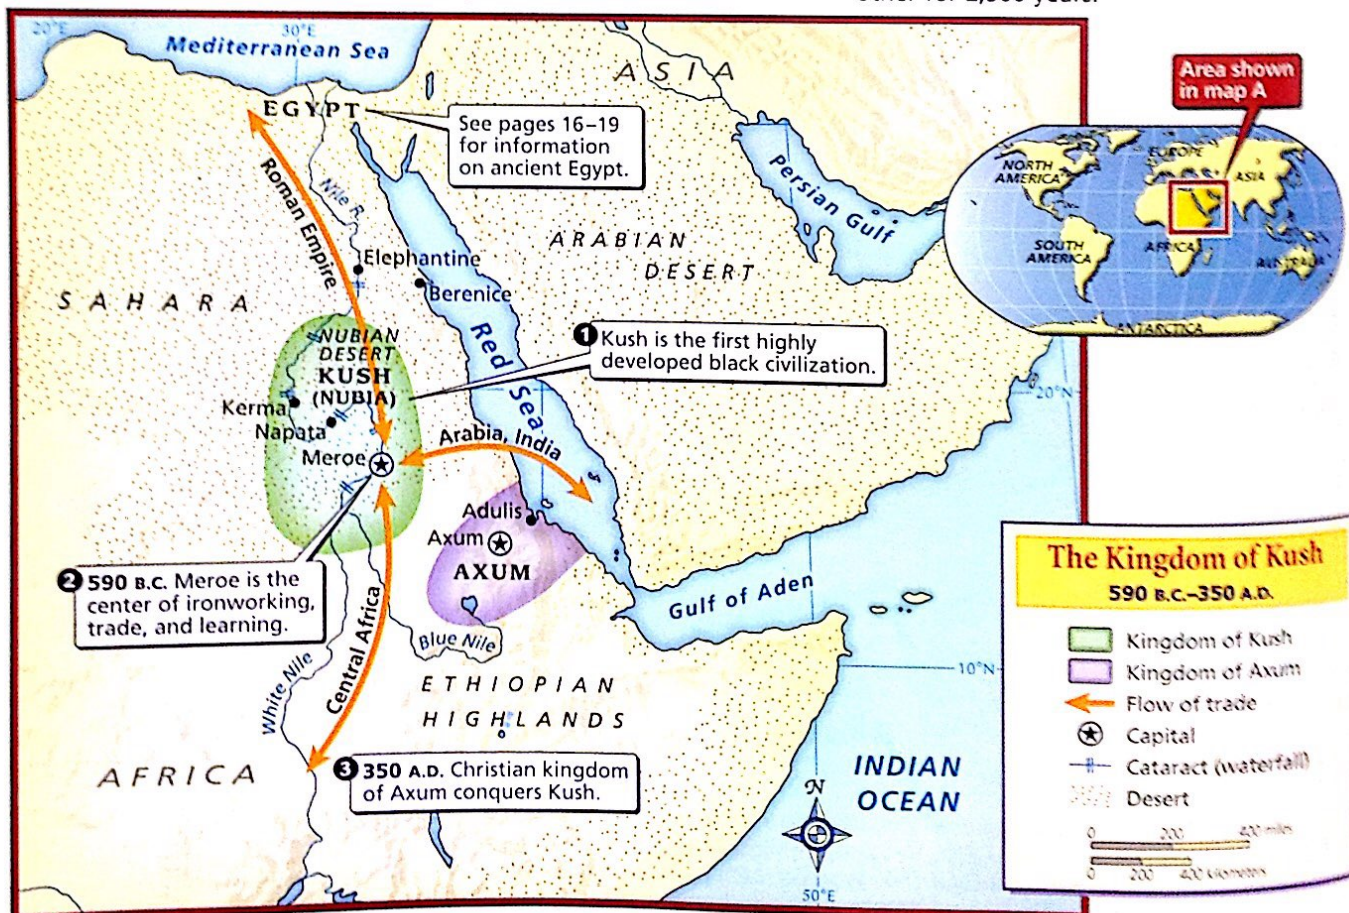 other for 2,500 years.
20°E
30°E
Mediterranean Sea
ASIA
EGYPT
See pages 16–19
for information
on ancient Egypt.
Area shown
in map A
NORTH
AMERICA
EUROPE
ASIA
SOUTH
AMERICA
AFRICA
AUSTRALIA
ANTARCTICA
Nile R.
Roman Empire
Persian Gulf
ARABIAN
DESERT
Elephantine
Berenice
SAHARA
Red Sea
NUBIAN
DESERT
KUSH
(NUBIA)
1 Kush is the first highly
developed black civilization.
Kerma
Napata
Meroe
Arabia, India
20°N
Adulis
Axum
AXUM
2 590 B.C. Meroe is the
center of ironworking,
trade, and learning.
Gulf of Aden
Blue Nile
White Nile
Central Africa
10°N
ETHIOPIAN
HIGHLANDS
AFRICA
3 350 A.D. Christian kingdom
of Axum conquers Kush.
INDIAN
OCEAN
N
50°E
The Kingdom of Kush
590 B.C.–350 A.D.
Kingdom of Kush
Kingdom of Axum
Flow of trade
Capital
Cataract (waterfall)
Desert
0 200 400 miles
0 200 400 kilometers